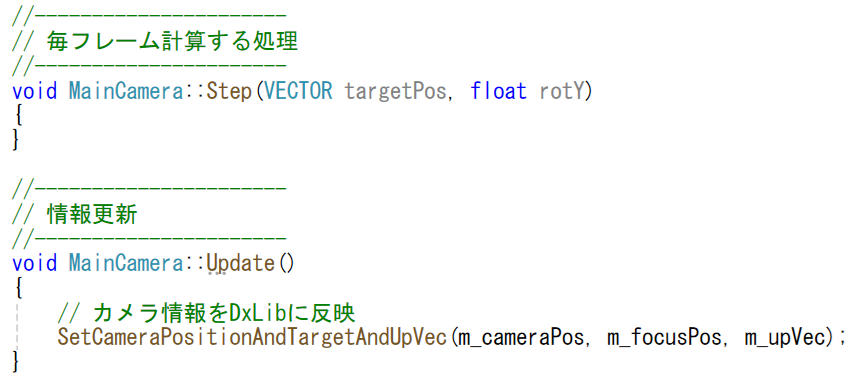 //----------------------
// 毎フレーム計算する処理
//----------------------
void MainCamera::Step(VECTOR targetPos, float rotY)
{
}
//----------------------
// 情報更新
//----------------------
void MainCamera::Update()
{
// カメラ情報をDxLibに反映
SetCameraPositionAndTargetAndUpVec(m_cameraPos, m_focusPos, m_upVec);
}